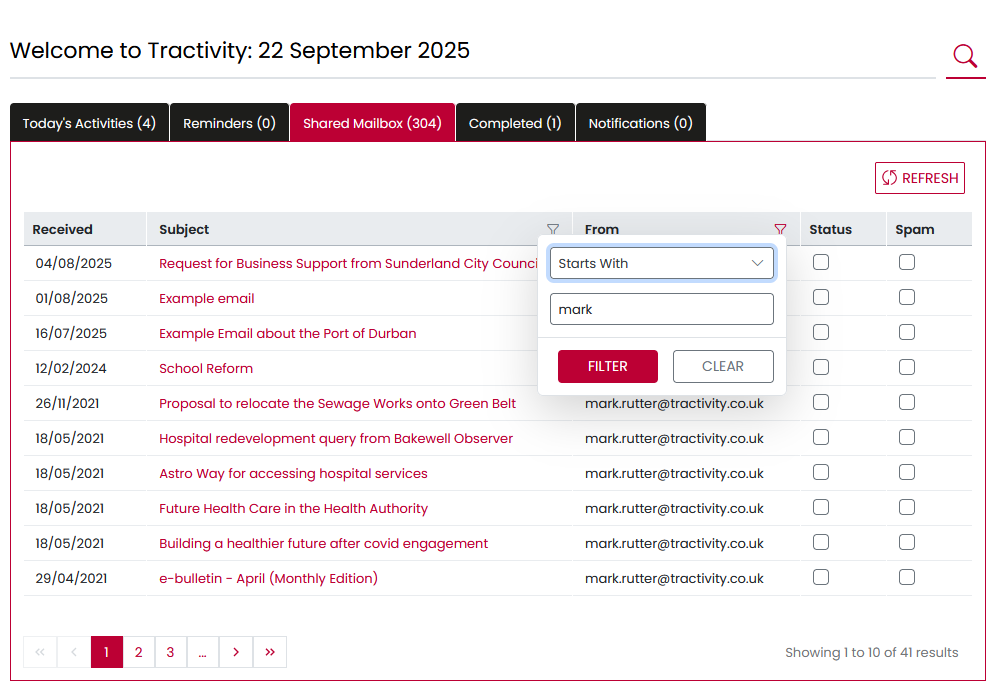 Welcome to Tractivity: 22 September 2025
Today's Activities (4) Reminders (0) Shared Mailbox (304) Completed (1) Notifications (0)
REFRESH
Received Subject From Status Spam
04/08/2025 Request for Business Support from Sunderland City Counci
Starts With
01/08/2025 Example email
mark
16/07/2025 Example Email about the Port of Durban
12/02/2024 School Reform
FILTER CLEAR
26/11/2021 Proposal to relocate the Sewage Works onto Green Belt mark.rutter@tractivity.co.uk
18/05/2021 Hospital redevelopment query from Bakewell Observer mark.rutter@tractivity.co.uk
18/05/2021 Astro Way for accessing hospital services mark.rutter@tractivity.co.uk
18/05/2021 Future Health Care in the Health Authority mark.rutter@tractivity.co.uk
18/05/2021 Building a healthier future after covid engagement mark.rutter@tractivity.co.uk
29/04/2021 e-bulletin - April (Monthly Edition) mark.rutter@tractivity.co.uk
« ‹ 1 2 3 ... › » Showing 1 to 10 of 41 results